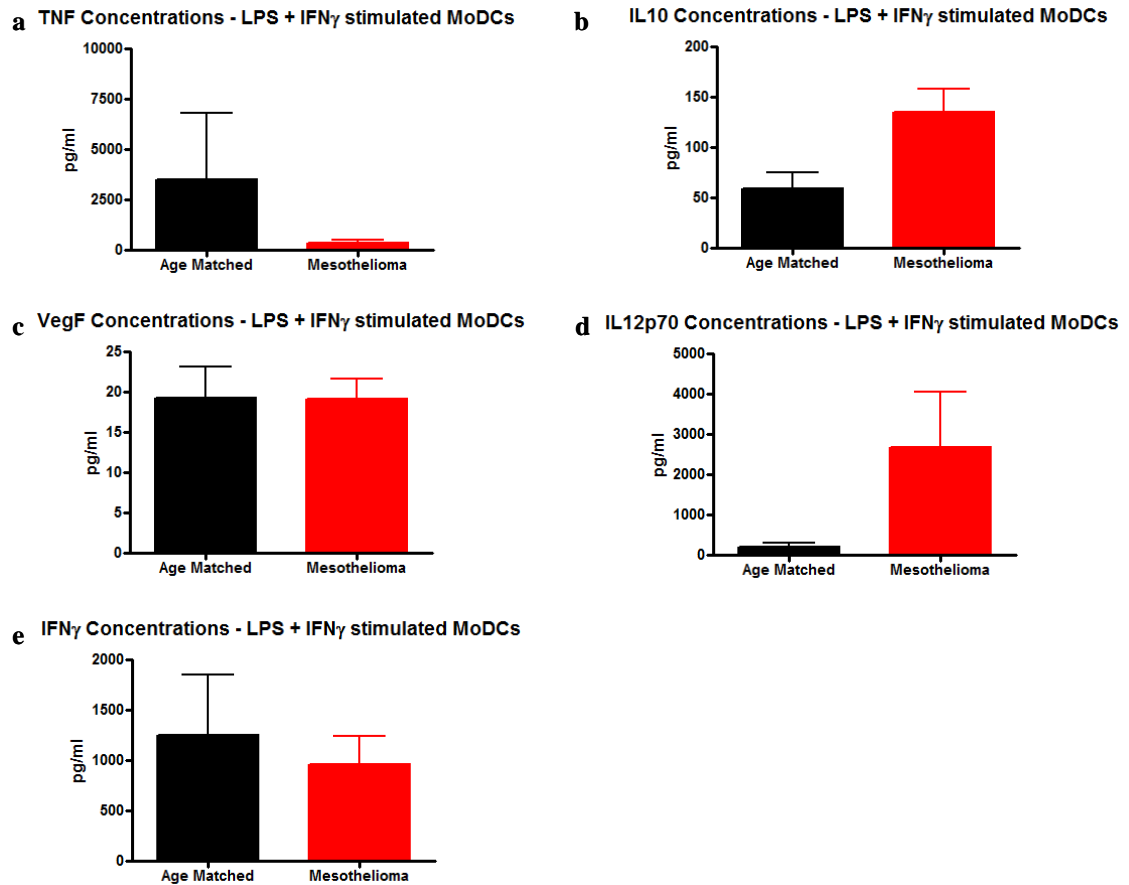 a TNF Concentrations - LPS + IFNγ stimulated MoDCs
10000
7500
5000
2500
0
pg/ml
Age Matched Mesothelioma
b IL10 Concentrations - LPS + IFNγ stimulated MoDCs
200
150
100
50
0
pg/ml
Age Matched Mesothelioma
c VegF Concentrations - LPS + IFNγ stimulated MoDCs
25
20
15
10
5
0
pg/ml
Age Matched Mesothelioma
d IL12p70 Concentrations - LPS + IFNγ stimulated MoDCs
5000
4000
3000
2000
1000
0
pg/ml
Age Matched Mesothelioma
e IFNγ Concentrations - LPS + IFNγ stimulated MoDCs
2000
1500
1000
500
0
pg/ml
Age Matched Mesothelioma